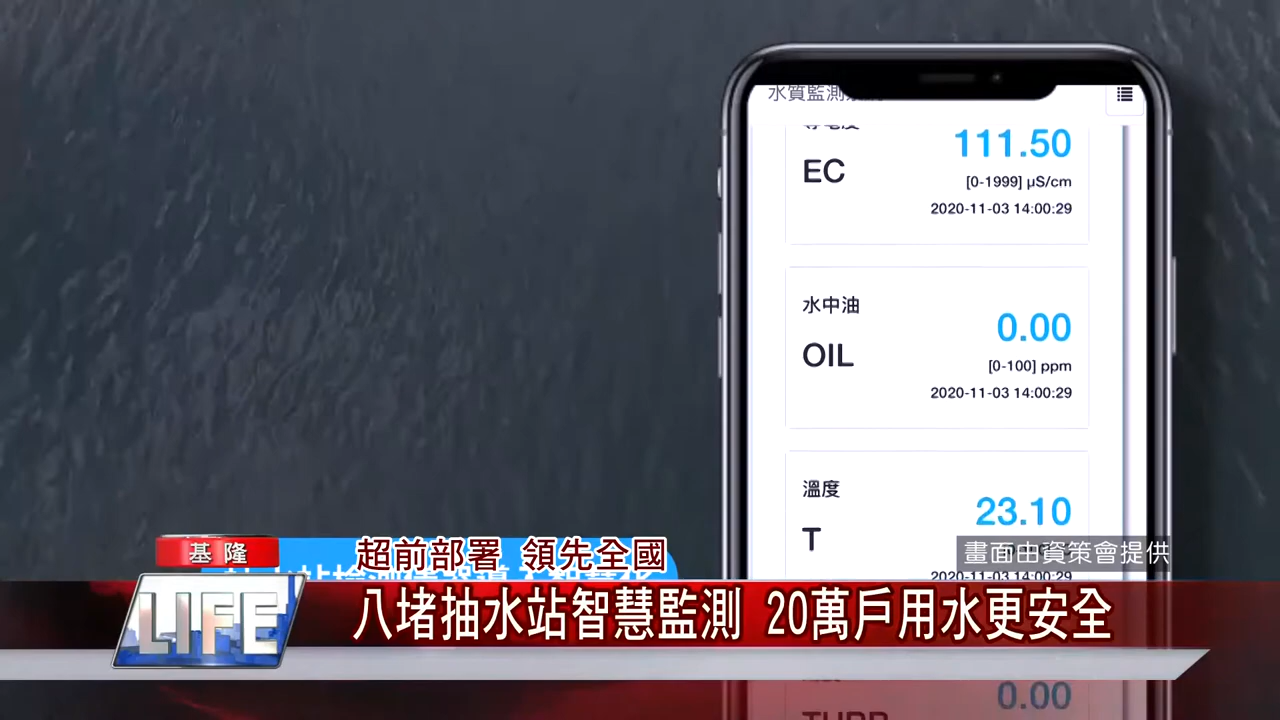 水質監測
EC
111.50
[0-1999] µS/cm
2020-11-03 14:00:29
水中油
OIL
0.00
[0-100] ppm
2020-11-03 14:00:29
溫度
T
23.10
2020-11-03 14:00:29
畫面由資策會提供
基隆
LIFE
超前部署 領先全國
八堵抽水站智慧監測 20萬戶用水更安全
0.00